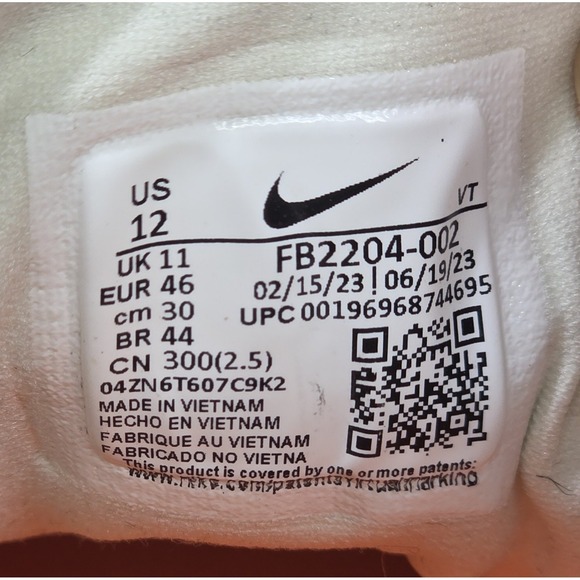 US
12
VT
UK 11
EUR 46
cm 30
BR 44
CN 300(2.5)
FB2204-002
02/15/23 | 06/19/23
UPC 00196968744695
04ZN6T607C9K2
MADE IN VIETNAM
HECHO EN VIETNAM
FABRIQUE AU VIETNAM
FABRICADO NO VIETNA
This product is covered by one or more patents: